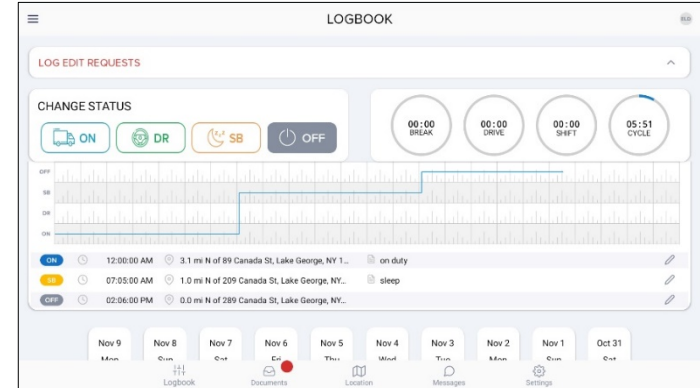 LOGBOOK
ELD
LOG EDIT REQUESTS
CHANGE STATUS
ON
DR
SB
OFF
00:00
BREAK
00:00
DRIVE
00:00
SHIFT
05:51
CYCLE
OFF
SB
DR
ON
ON 12:00:00 AM 3.1 mi N of 89 Canada St, Lake George, NY 1... on duty
SB 07:05:00 AM 1.0 mi N of 209 Canada St, Lake George, NY... sleep
OFF 02:06:00 PM 0.0 mi N of 289 Canada St, Lake George, NY...
Nov 9 Nov 8 Nov 7 Nov 6 Nov 5 Nov 4 Nov 3 Nov 2 Nov 1 Oct 31
Mon Sun Sat Fri Thu Wed Tue Mon Sun Sat
Logbook Documents Location Messages Settings